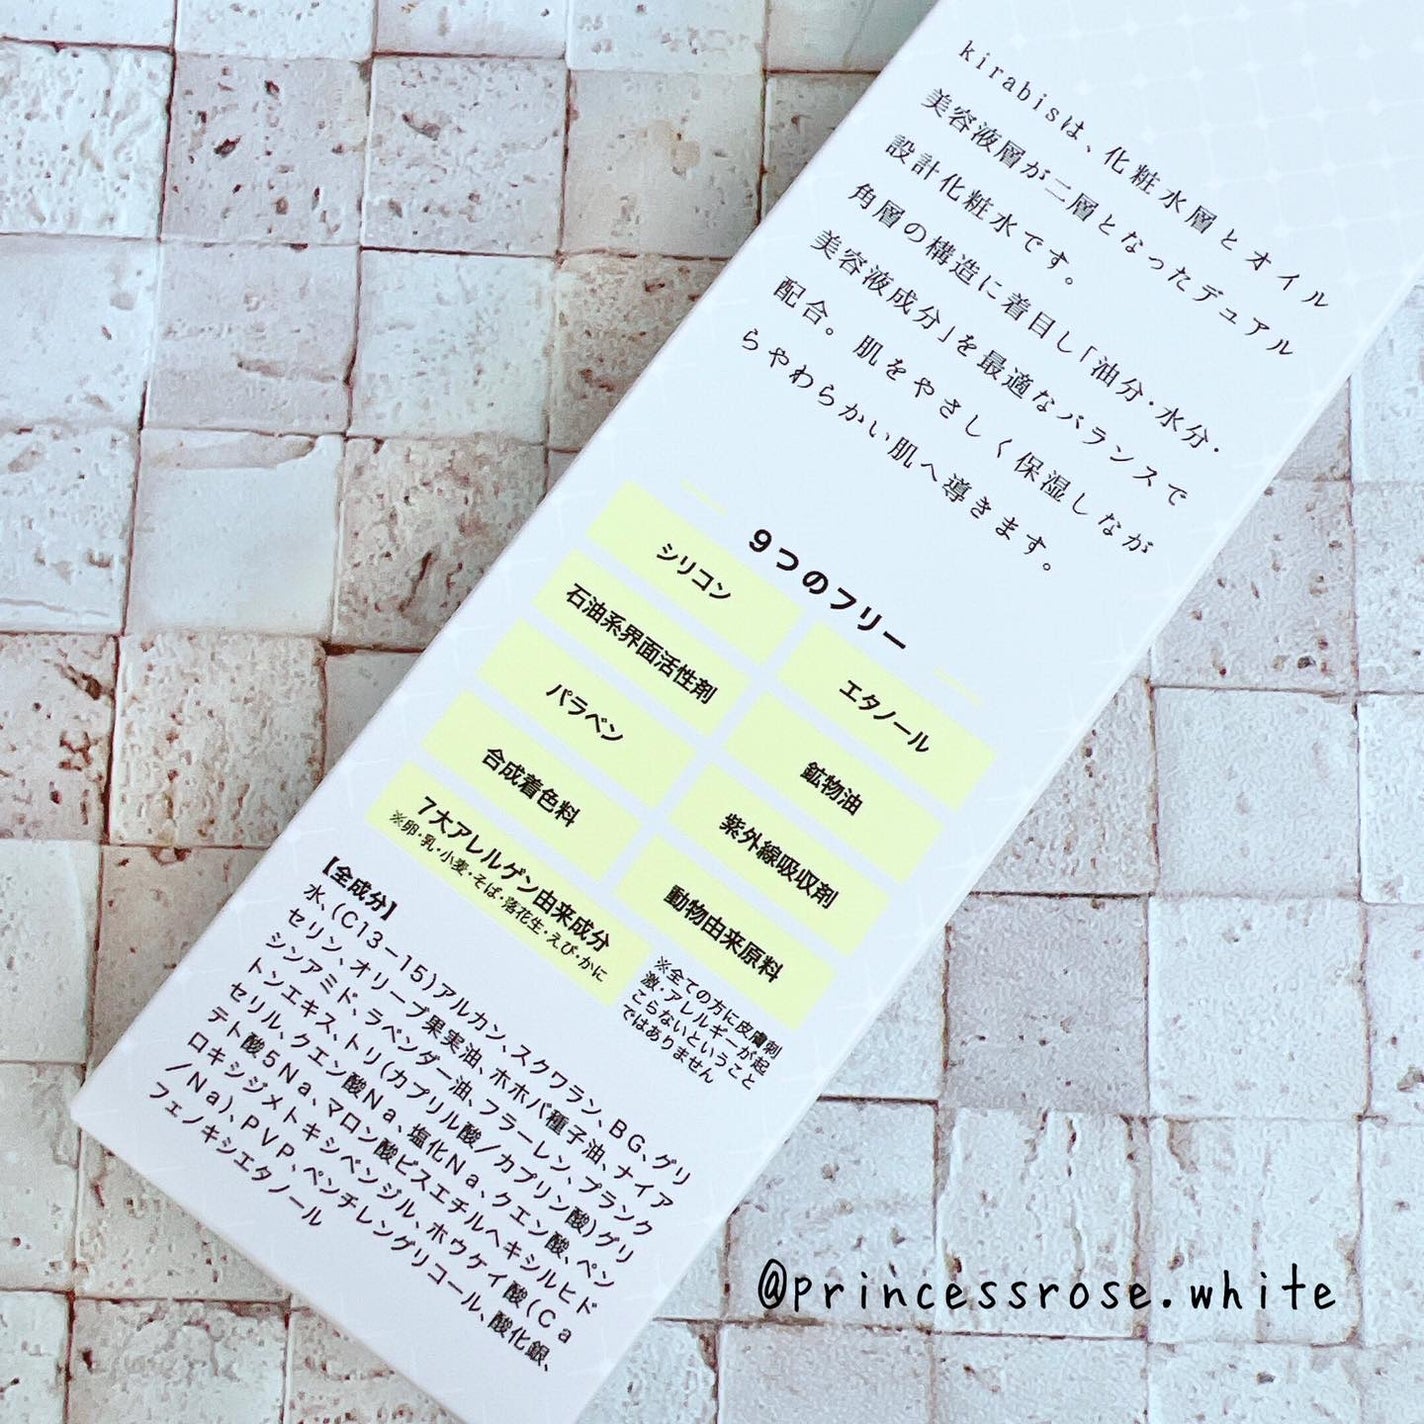 kirabisは、化粧水層とオイル
美容液層が二層となったデュアル
設計化粧水です。
角層の構造に着目し「油分・水分・
美容液成分」を最適なバランスで
配合。肌をやさしく保湿しなが
らやわらかい肌へ導きます。
9つのフリー
シリコン
エタノール
石油系界面活性剤
鉱物油
パラベン
紫外線吸収剤
合成着色料
動物由来原料
7大アレルゲン由来成分
※卵・乳・小麦・そば・落花生・えび・かに
※全ての方に皮膚刺
激・アレルギーが起
こらないということ
ではありません
【全成分】
水、(C13-15)アルカン、スクワラン、BG、グリ
セリン、オリーブ果実油、ホホバ種子油、ナイア
シンアミド、ラベンダー油、フラーレン、プランク
トンエキス、トリ(カプリル酸/カプリン酸)グリ
セリル、クエン酸Na、塩化Na、クエン酸、ペン
テト酸5Na、マロン酸ビスエチルヘキシルヒド
ロキシジメトキシベンジル、ホウケイ酸(Ca
/Na)、PVP、ペンチレングリコール、酸化銀、
フェノキシエタノール
@princessrose.white